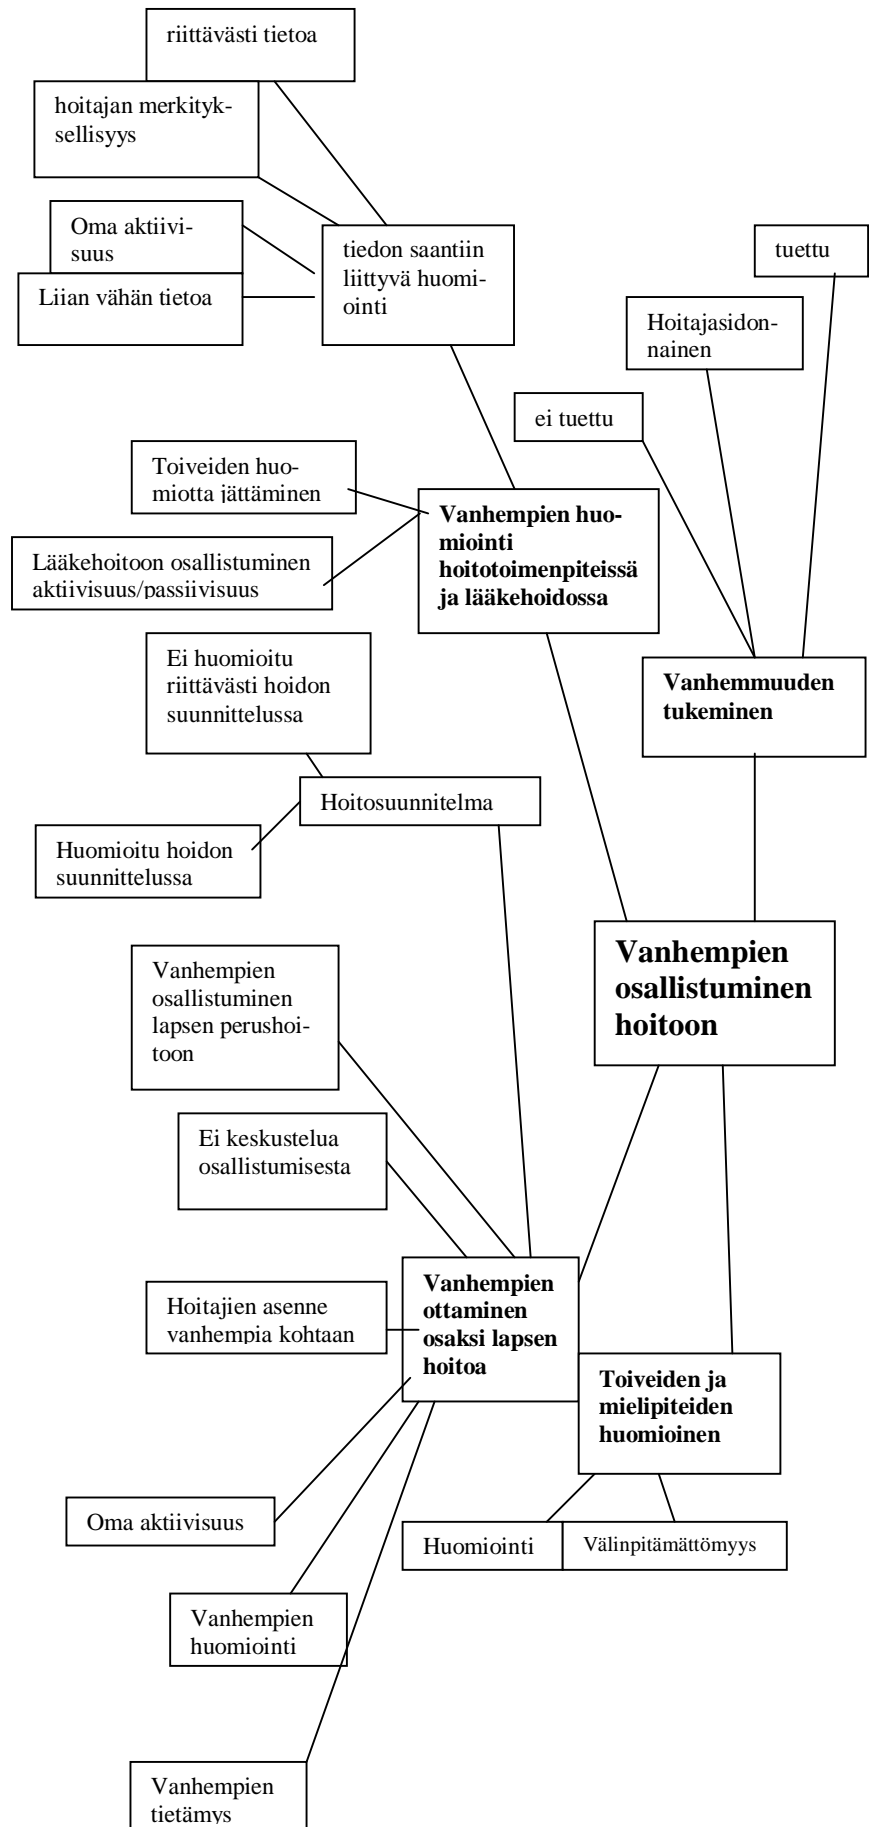 riittävästi tietoa
hoitajan merkityk-
sellisyys
Oma aktiivi-
suus
Liian vähän tietoa
tiedon saantiin
liittyvä huomi-
ointi
tuettu
Hoitajasidon-
nainen
ei tuettu
Toiveiden huo-
miotta jättäminen
Lääkehoitoon osallistuminen
aktiivisuus/passiivisuus
Vanhempien huo-
miointi
hoitotoimenpiteissä
ja lääkehoidossa
Ei huomioitu
riittävästi hoidon
suunnittelussa
Vanhemmuuden
tukeminen
Hoitosuunnitelma
Huomioitu hoidon
suunnittelussa
Vanhempien
osallistuminen
hoitoon
Vanhempien
osallistuminen
lapsen perushoi-
toon
Ei keskustelua
osallistumisesta
Vanhempien
ottaminen
osaksi lapsen
hoitoa
Hoitajien asenne
vanhempia kohtaan
Toiveiden ja
mielipiteiden
huomioinen
Oma aktiivisuus
Huomiointi
Välinpitämättömyys
Vanhempien
huomiointi
Vanhempien
tietämys